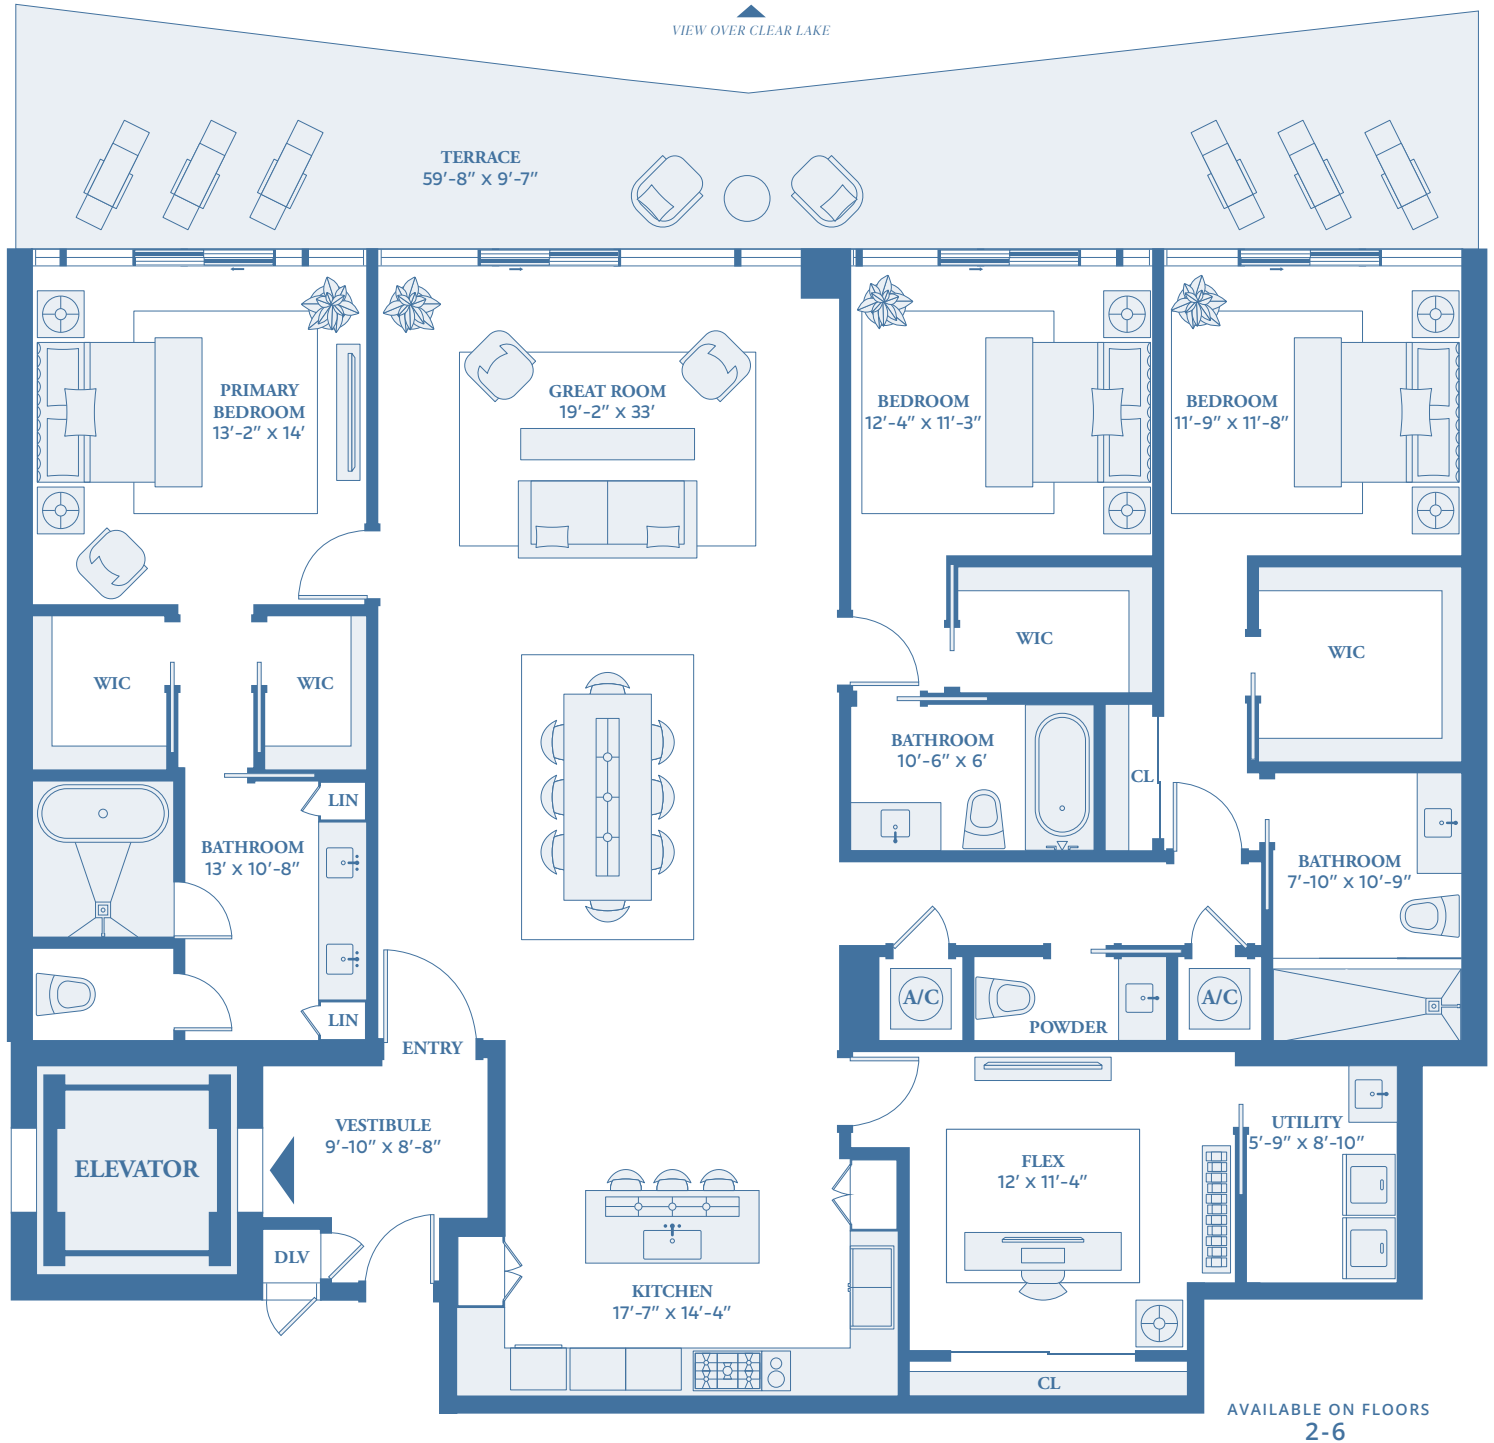 VIEW OVER CLEAR LAKE
TERRACE
59'-8" X 9'-7"
PRIMARY
BEDROOM
13'-2" X 14'
GREAT ROOM
19'-2" X 33'
BEDROOM
12'-4" X 11'-3"
BEDROOM
11'-9" X 11'-8"
WIC
WIC
WIC
WIC
BATHROOM
10'-6" X 6'
CL
LIN
BATHROOM
13' X 10'-8"
BATHROOM
7'-10" X 10'-9"
A/C
A/C
LIN
POWDER
ENTRY
VESTIBULE
9'-10" X 8'-8"
UTILITY
5'-9" X 8'-10"
ELEVATOR
FLEX
12' X 11'-4"
DLV
KITCHEN
17'-7" X 14'-4"
CL
AVAILABLE ON FLOORS
2-6